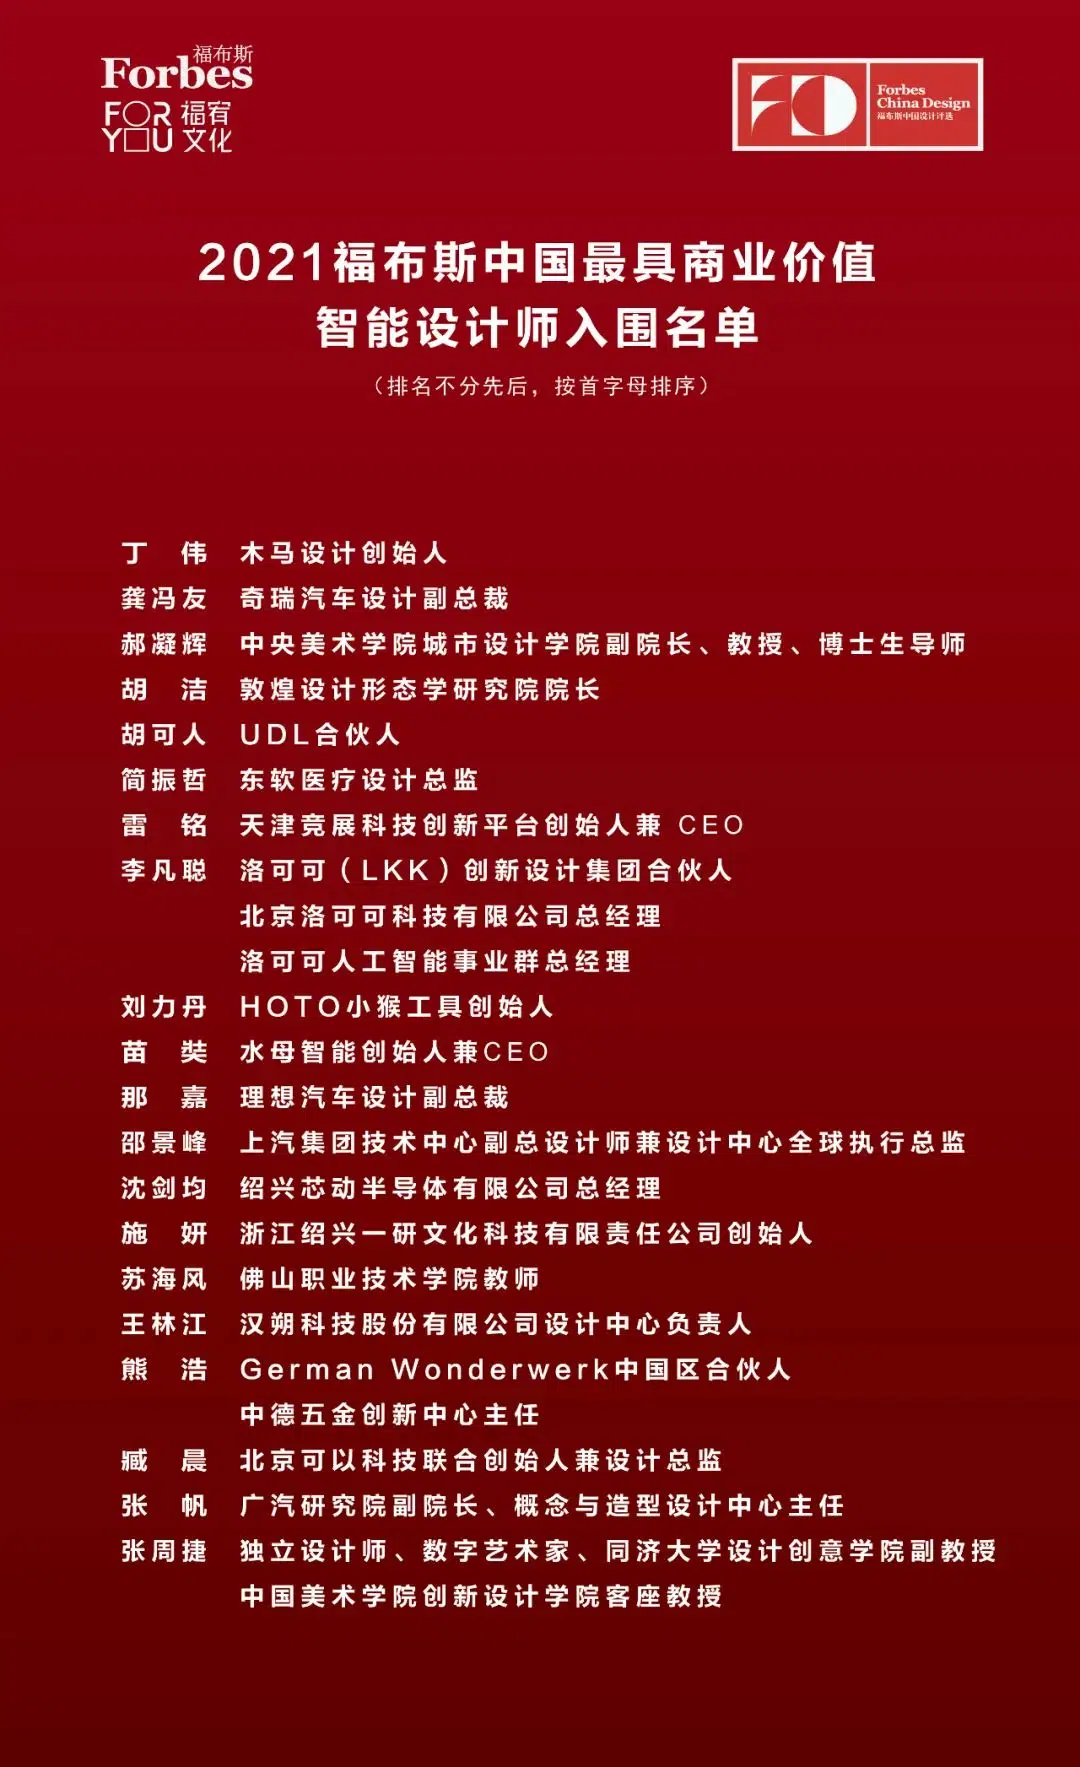 福布斯
Forbes
FOR YOU 福宥文化
Forbes
China Design
福布斯中国设计评选
2021福布斯中国最具商业价值
智能设计师入围名单
（排名不分先后，按首字母排序）
丁 伟 木马设计创始人
龚冯友 奇瑞汽车设计副总裁
郝凝辉 中央美术学院城市设计学院副院长、教授、博士生导师
胡 洁 敦煌设计形态学研究院院长
胡可人 UDL合伙人
简振哲 东软医疗设计总监
雷 铭 天津竞展科技创新平台创始人兼 CEO
李凡聪 洛可可（LKK）创新设计集团合伙人
北京洛可可科技有限公司总经理
洛可可人工智能事业群总经理
刘力丹 HOTO小猴工具创始人
苗 奘 水母智能创始人兼CEO
那 嘉 理想汽车设计副总裁
邵景峰 上汽集团技术中心副总设计师兼设计中心全球执行总监
沈剑均 绍兴芯动半导体有限公司总经理
施 妍 浙江绍兴一研文化科技有限责任公司创始人
苏海风 佛山职业技术学院教师
王林江 汉朔科技股份有限公司设计中心负责人
熊 浩 German Wonderwerk中国区合伙人
中德五金创新中心主任
臧 晨 北京可以科技联合创始人兼设计总监
张 帆 广汽研究院副院长、概念与造型设计中心主任
张周捷 独立设计师、数字艺术家、同济大学设计创意学院副教授
中国美术学院创新设计学院客座教授